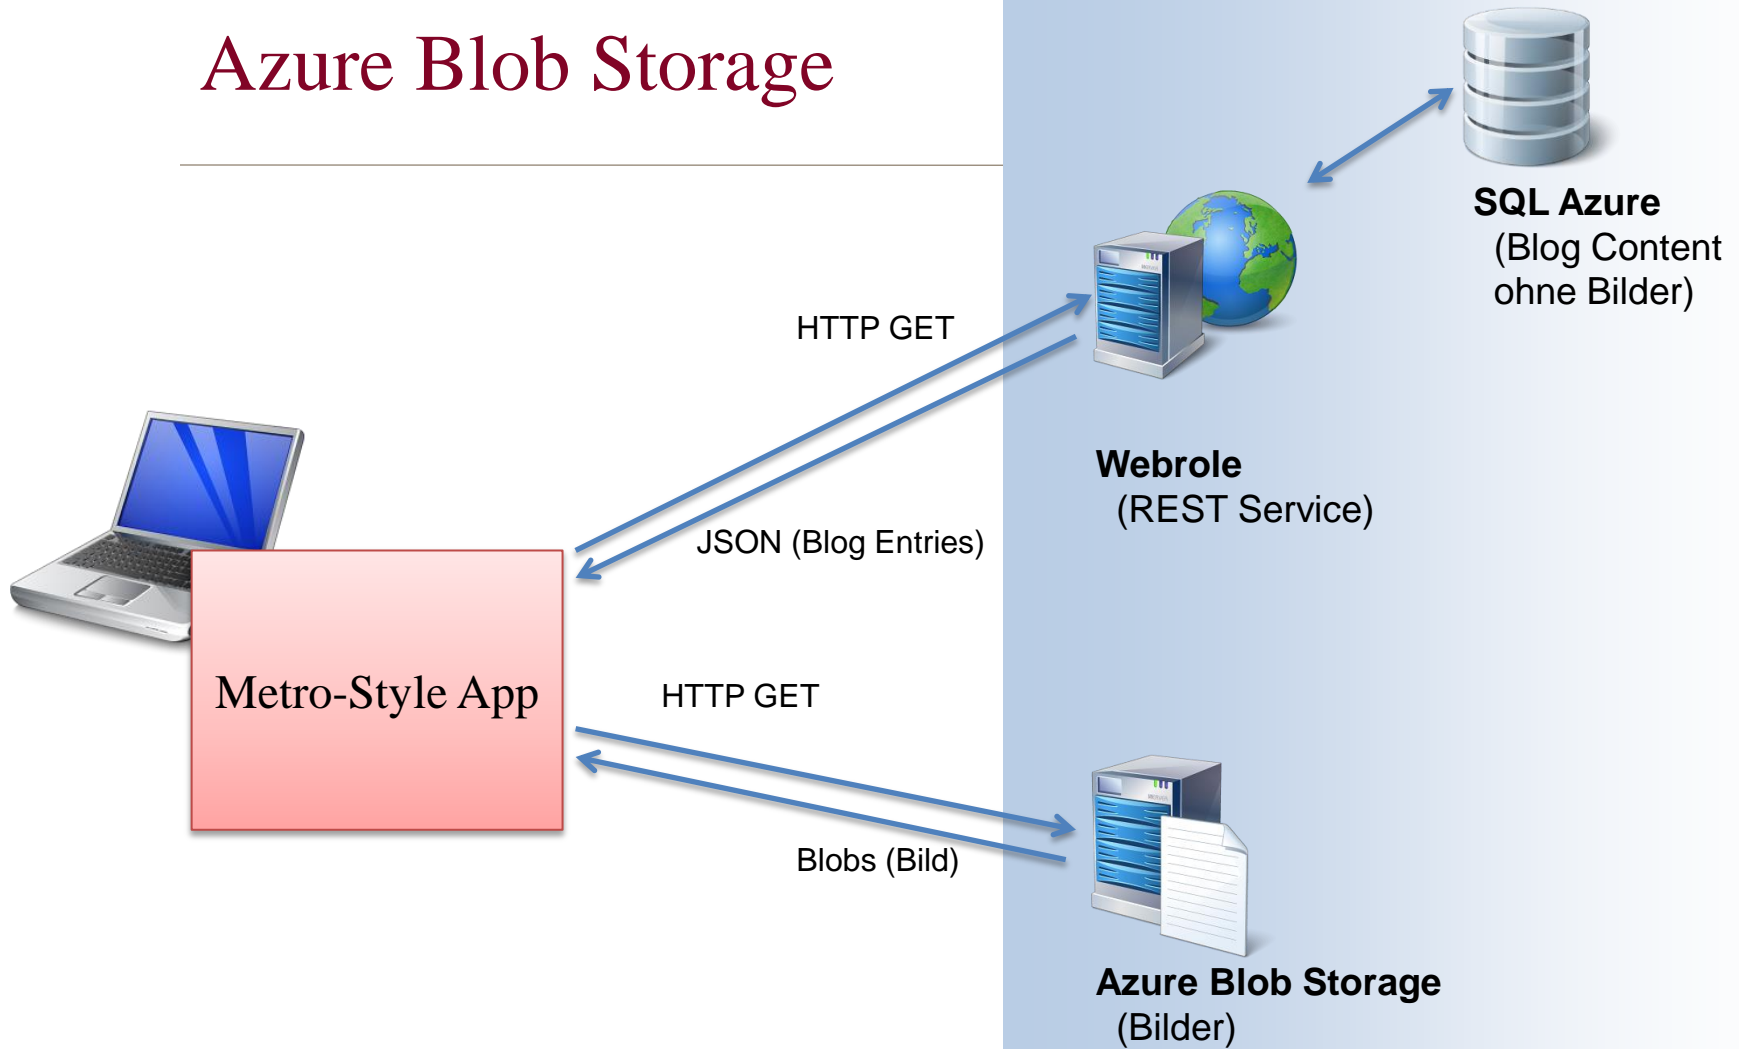 Azure Blob Storage
SQL Azure
(Blog Content
ohne Bilder)
HTTP GET
Webrole
(REST Service)
JSON (Blog Entries)
Metro-Style App
HTTP GET
Blobs (Bild)
Azure Blob Storage
(Bilder)